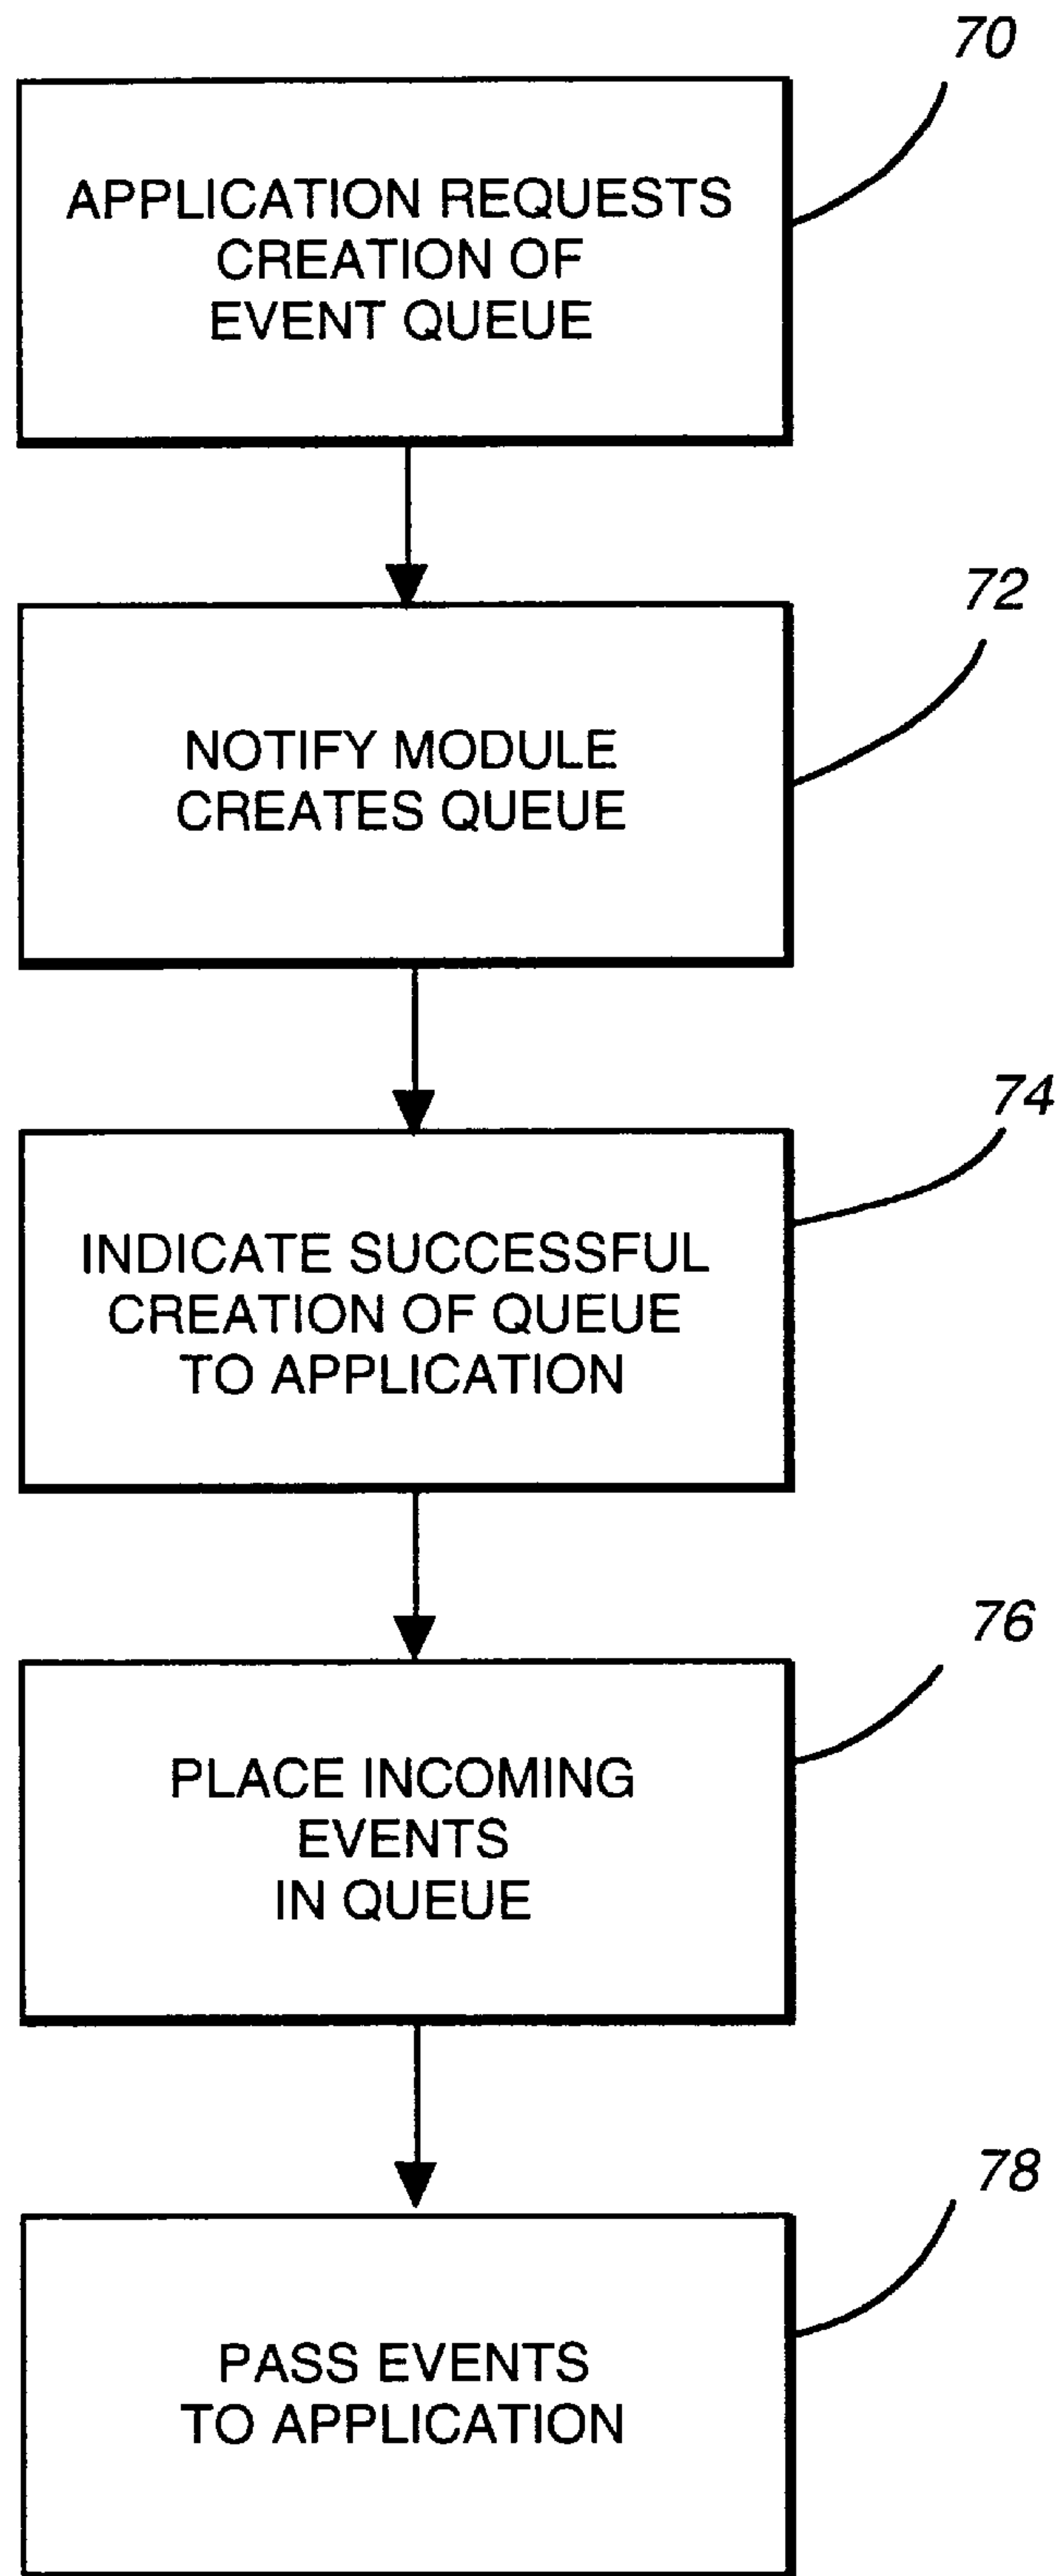 70
APPLICATION REQUESTS
CREATION OF
EVENT QUEUE
72
NOTIFY MODULE
CREATES QUEUE
74
INDICATE SUCCESSFUL
CREATION OF QUEUE
TO APPLICATION
76
PLACE INCOMING
EVENTS
IN QUEUE
78
PASS EVENTS
TO APPLICATION